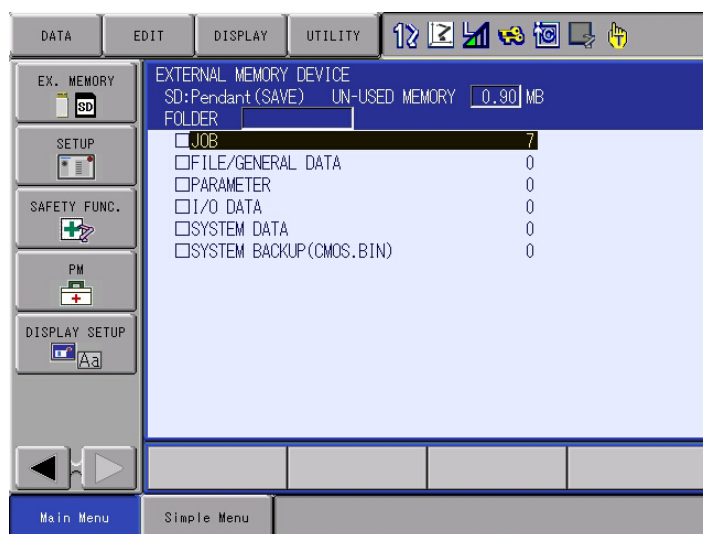 DATA EDIT DISPLAY UTILITY
EX. MEMORY
SD
SETUP
SAFETY FUNC.
PM
DISPLAY SETUP
Aa
EXTERNAL MEMORY DEVICE
SD:Pendant(SAVE) UN-USED MEMORY 0.90 MB
FOLDER
JOB 7
FILE/GENERAL DATA 0
PARAMETER 0
I/O DATA 0
SYSTEM DATA 0
SYSTEM BACKUP(CMOS.BIN) 0
Main Menu Simple Menu